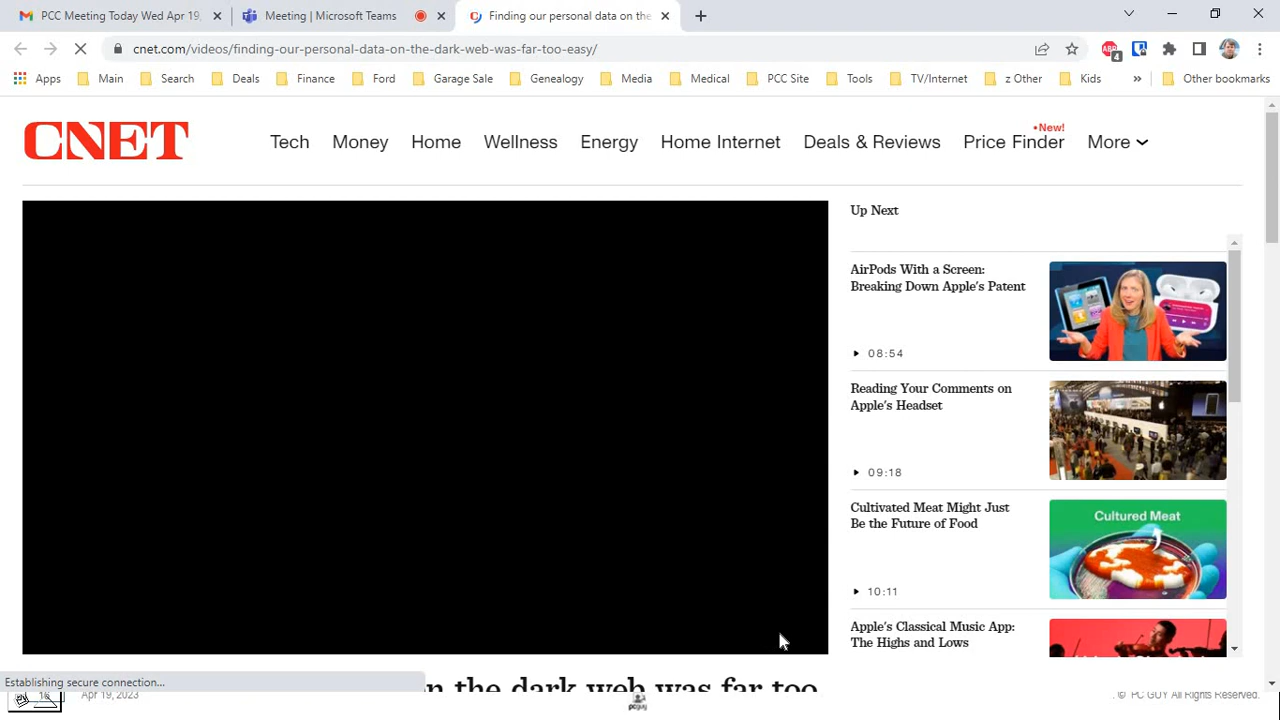 PCC Meeting Today Wed Apr 19,
Meeting | Microsoft Teams
Finding our personal data on the
cnet.com/videos/finding-our-personal-data-on-the-dark-web-was-far-too-easy/
ABP
4
Apps
Main
Search
Deals
Finance
Ford
Garage Sale
Genealogy
Media
Medical
PCC Site
Tools
TV/Internet
z Other
Kids
»
Other bookmarks
CNET
Tech
Money
Home
Wellness
Energy
Home Internet
Deals & Reviews
•New!
Price Finder
More
Up Next
AirPods With a Screen:
Breaking Down Apple's Patent
08:54
Reading Your Comments on
Apple's Headset
09:18
Cultivated Meat Might Just
Be the Future of Food
10:11
Cultured Meat
Apple's Classical Music App:
The Highs and Lows
Establishing secure connection...
n the dark web was far too
Apr 19, 2023
pcguy
. © PC GUY All Rights Reserved.